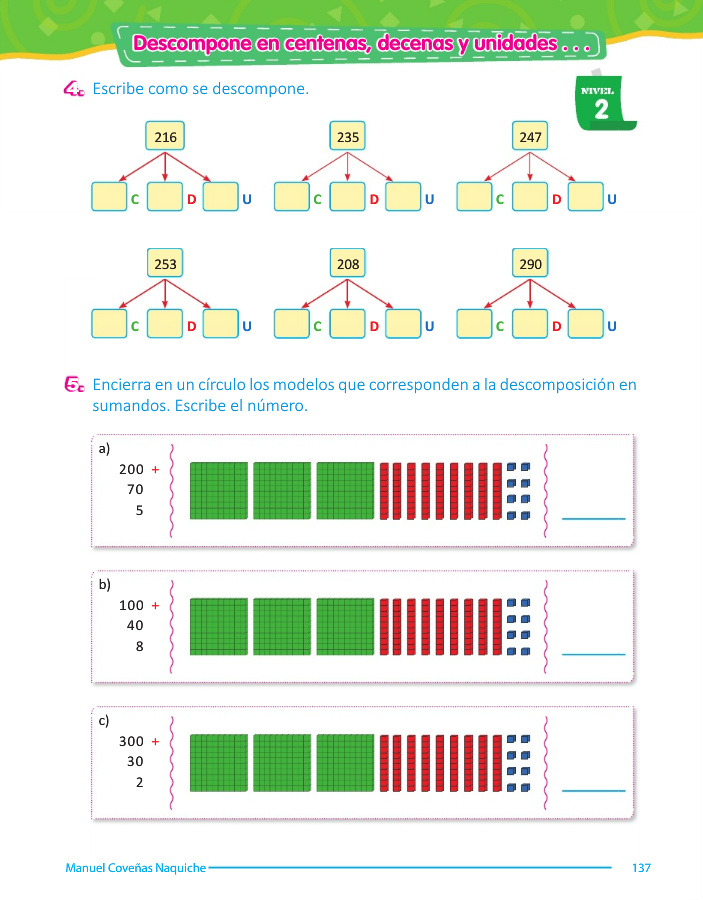 Descompone en centenas, decenas y unidades . . .
4. Escribe como se descompone.
NIVEL
2
216 235 247
C D U C D U C D U
253 208 290
C D U C D U C D U
5. Encierra en un círculo los modelos que corresponden a la descomposición en
sumandos. Escribe el número.
a)
200 +
70
5
b)
100 +
40
8
c)
300 +
30
2
Manuel Coveñas Naquiche 137